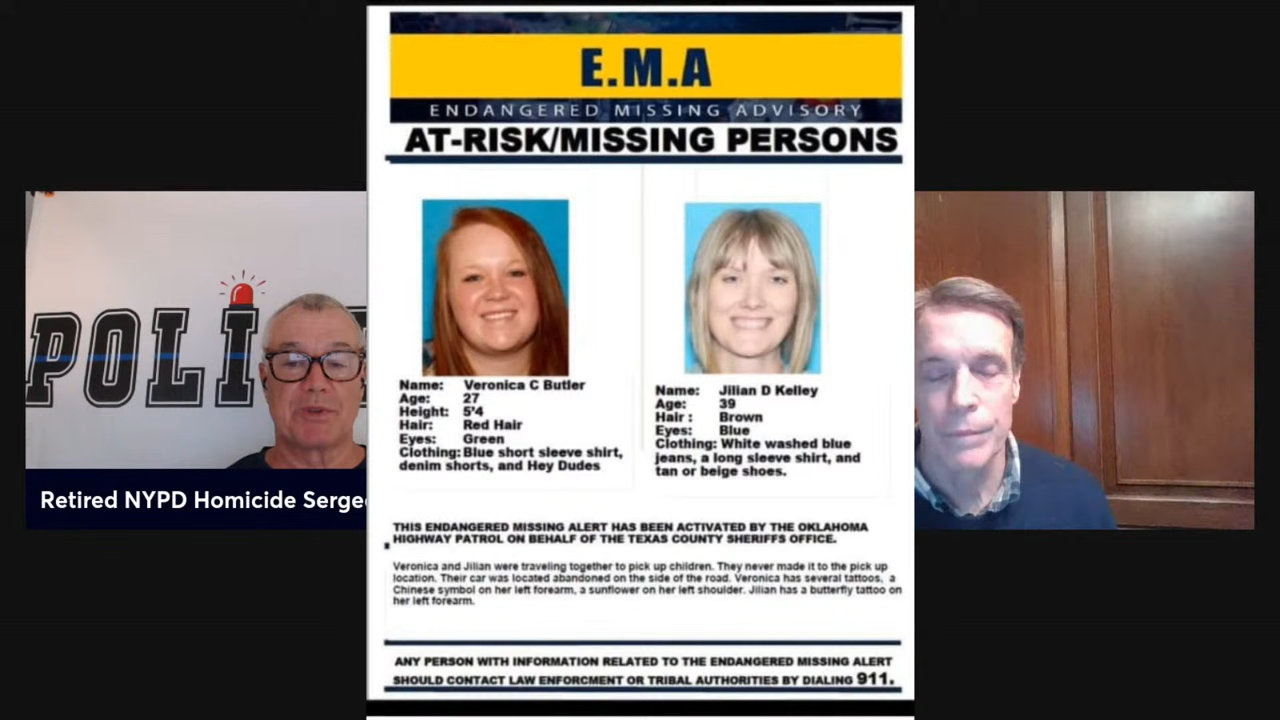 E.M.A
ENDANGERED MISSING ADVISORY
AT-RISK/MISSING PERSONS
Name: Veronica C Butler
Age: 27
Height: 5'4
Hair: Red Hair
Eyes: Green
Clothing: Blue short sleeve shirt,
denim shorts, and Hey Dudes
Name: Jilian D Kelley
Age: 39
Hair : Brown
Eyes: Blue
Clothing: White washed blue
jeans, a long sleeve shirt, and
tan or beige shoes.
THIS ENDANGERED MISSING ALERT HAS BEEN ACTIVATED BY THE OKLAHOMA
HIGHWAY PATROL ON BEHALF OF THE TEXAS COUNTY SHERIFFS OFFICE.
Veronica and Jilian were traveling together to pick up children. They never made it to the pick up
location. Their car was located abandoned on the side of the road. Veronica has several tattoos, a
Chinese symbol on her left forearm, a sunflower on her left shoulder. Jilian has a butterfly tattoo on
her left forearm.
ANY PERSON WITH INFORMATION RELATED TO THE ENDANGERED MISSING ALERT
SHOULD CONTACT LAW ENFORCMENT OR TRIBAL AUTHORITIES BY DIALING 911.
POLI
Retired NYPD Homicide Serge